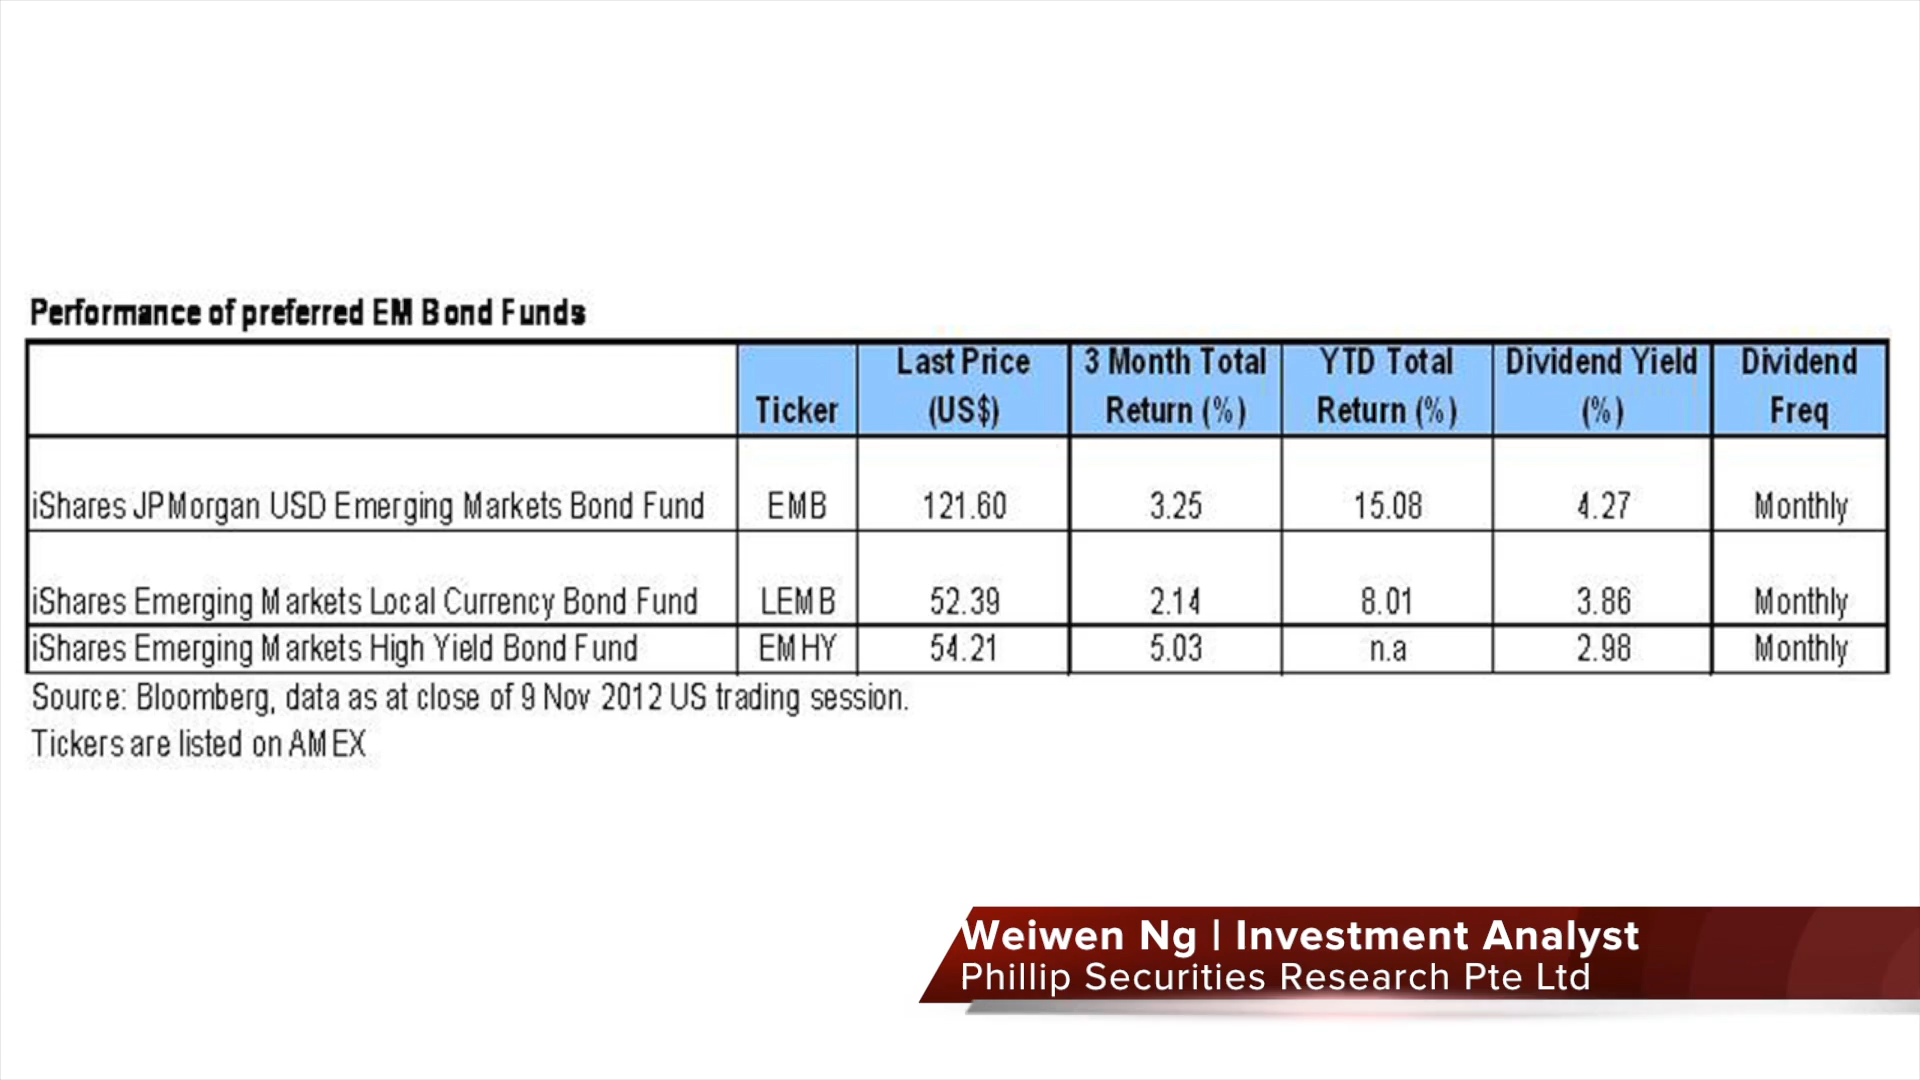 Performance of preferred EM Bond Funds
Ticker Last Price (US$) 3 Month Total Return (%) YTD Total Return (%) Dividend Yield (%) Dividend Freq
iShares JPMorgan USD Emerging Markets Bond Fund EMB 121.60 3.25 15.08 4.27 Monthly
iShares Emerging Markets Local Currency Bond Fund LEMB 52.39 2.14 8.01 3.86 Monthly
iShares Emerging Markets High Yield Bond Fund EMHY 54.21 5.03 n.a 2.98 Monthly
Source: Bloomberg, data as at close of 9 Nov 2012 US trading session.
Tickers are listed on AMEX
Weiwen Ng | Investment Analyst
Phillip Securities Research Pte Ltd